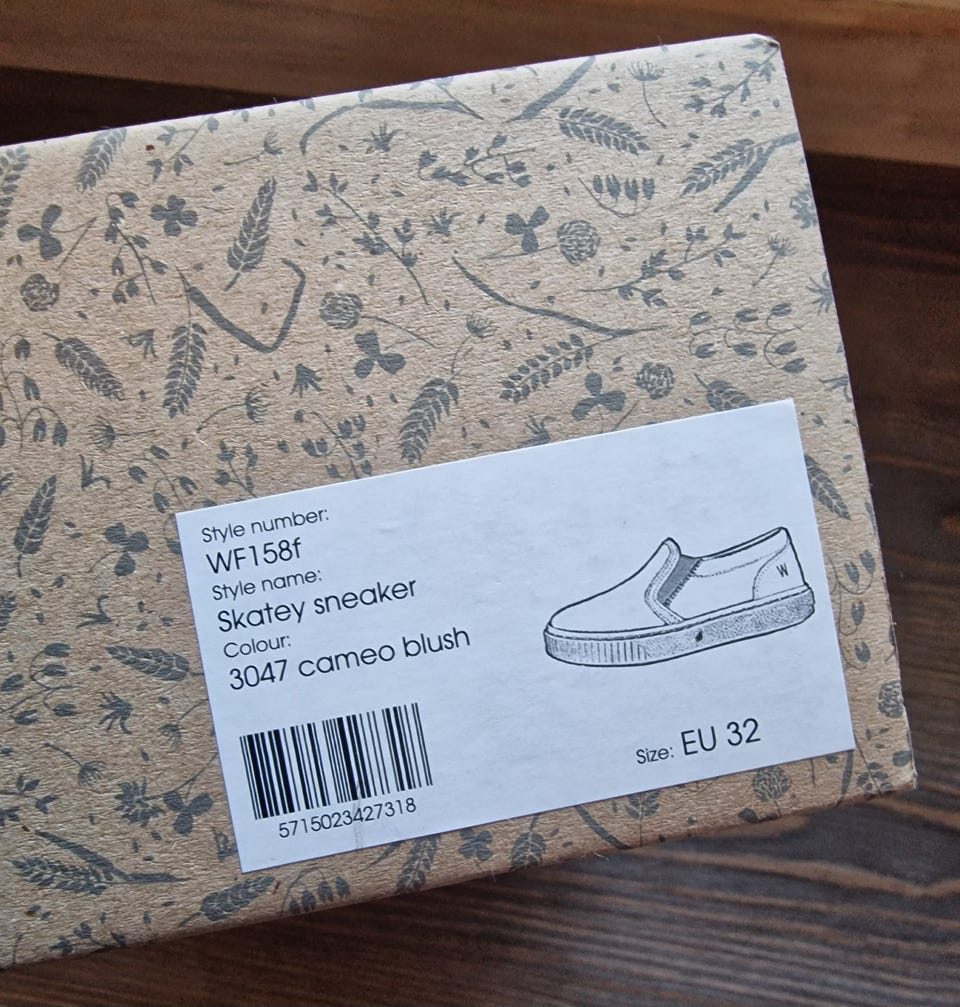 Style number:
WF158f
Style name:
Skatey sneaker
Colour:
3047 cameo blush
W
Size: EU 32
5715023427318